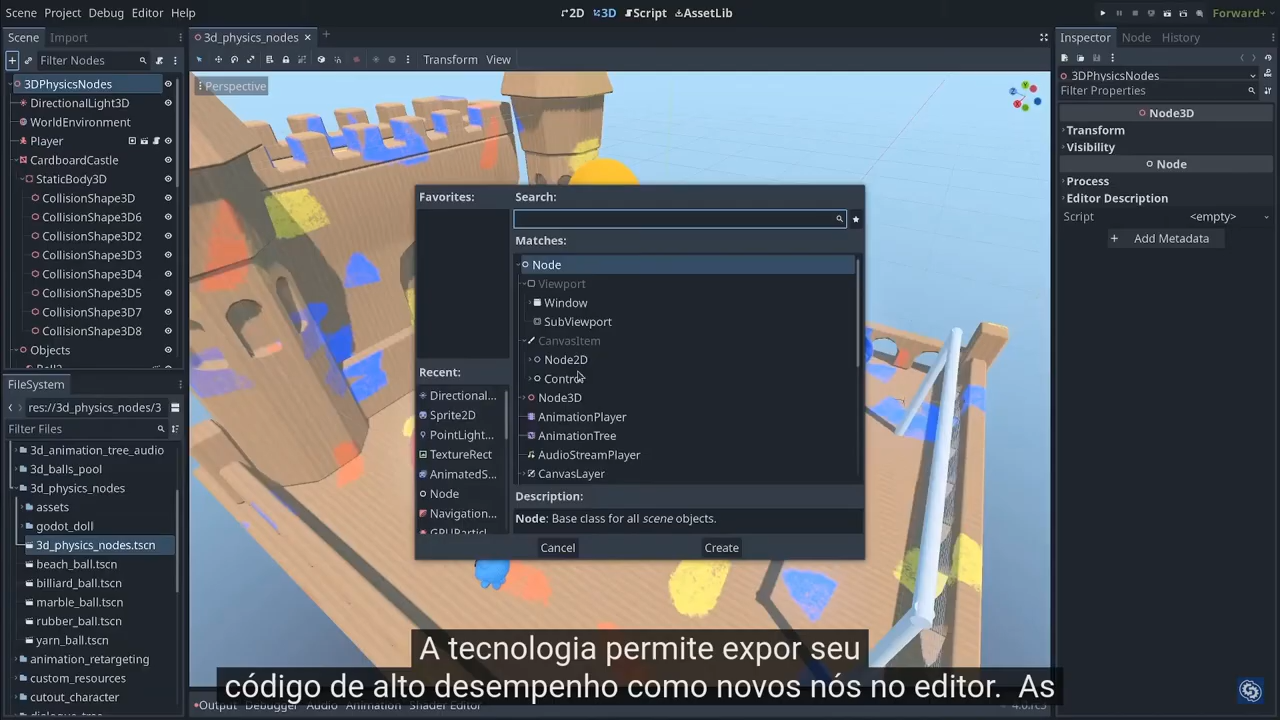 Scene Project Debug Editor Help
2D 3D Script AssetLib
Forward+
Scene Import
3d_physics_nodes
Inspector Node History
Filter Nodes
Transform View
3DPhysicsNodes
Perspective
3DPhysicsNodes
Filter Properties
DirectionalLight3D
WorldEnvironment
Player
CardboardCastle
StaticBody3D
CollisionShape3D
CollisionShape3D6
CollisionShape3D2
CollisionShape3D3
CollisionShape3D4
CollisionShape3D5
CollisionShape3D7
CollisionShape3D8
Objects
Node3D
Transform
Visibility
Node
Process
Editor Description
Script <empty>
+ Add Metadata
FileSystem
res://3d_physics_nodes/3
Filter Files
3d_animation_tree_audio
3d_balls_pool
3d_physics_nodes
assets
godot_doll
3d_physics_nodes.tscn
beach_ball.tscn
billiard_ball.tscn
marble_ball.tscn
rubber_ball.tscn
yarn_ball.tscn
animation_retargeting
custom_resources
cutout_character
Favorites:
Recent:
Directional...
Sprite2D
PointLight...
TextureRect
AnimatedS...
Node
Navigation...
Search:
Matches:
Node
Viewport
Window
SubViewport
CanvasItem
Node2D
Control
Node3D
AnimationPlayer
AnimationTree
AudioStreamPlayer
CanvasLayer
Description:
Node: Base class for all scene objects.
Cancel Create
A tecnologia permite expor seu
código de alto desempenho como novos nós no editor. As
Output Debugger Audio Animation Shader Editor